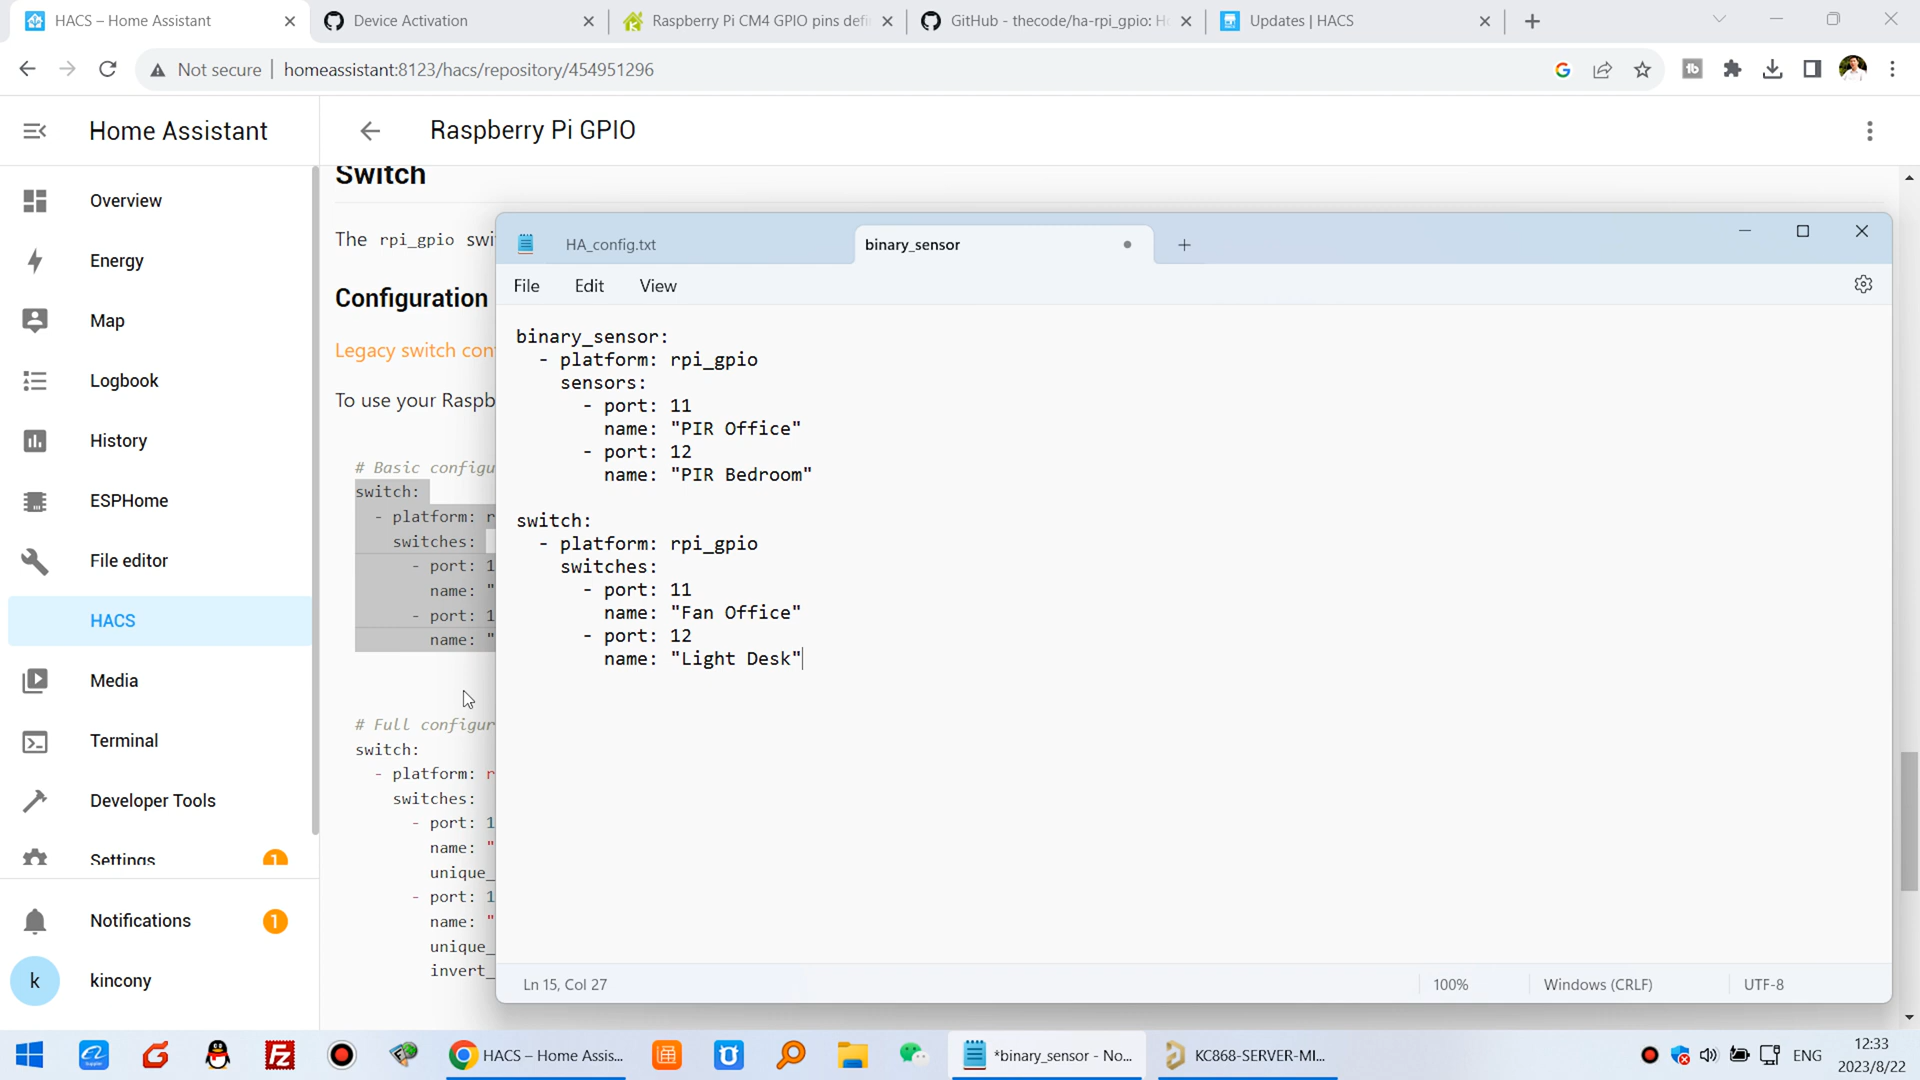 HACS – Home Assistant
Device Activation
Raspberry Pi CM4 GPIO pins defi
GitHub - thecode/ha-rpi_gpio: Ho
Updates | HACS
Not secure
homeassistant:8123/hacs/repository/454951296
Home Assistant
Raspberry Pi GPIO
Overview
Energy
Map
Logbook
History
ESPHome
File editor
HACS
Media
Terminal
Developer Tools
Settings
1
Notifications
1
k
kincony
Switch
The rpi_gpio swi
Configuration
Legacy switch con
To use your Raspb
# Basic configu
switch:
- platform: r
switches:
- port: 1
name: "
- port: 1
name: "
# Full configur
switch:
- platform: r
switches:
- port: 1
name: "
unique_
- port: 1
name: "
unique_
invert_
HA_config.txt
binary_sensor
File
Edit
View
binary_sensor:
- platform: rpi_gpio
sensors:
- port: 11
name: "PIR Office"
- port: 12
name: "PIR Bedroom"
switch:
- platform: rpi_gpio
switches:
- port: 11
name: "Fan Office"
- port: 12
name: "Light Desk"
Ln 15, Col 27
100%
Windows (CRLF)
UTF-8
HACS – Home Assis...
*binary_sensor - No...
KC868-SERVER-MI...
ENG
12:33
2023/8/22